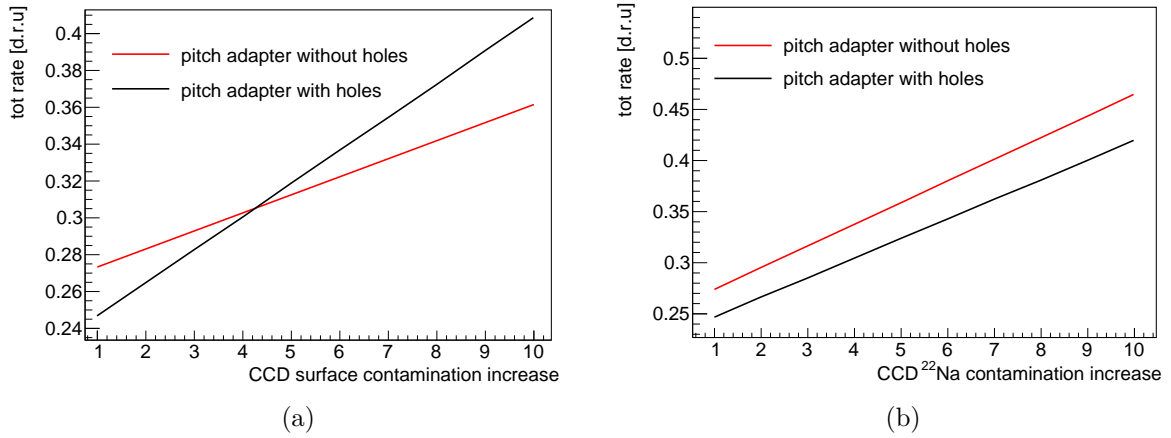 tot rate [d.r.u]
pitch adapter without holes
pitch adapter with holes
0.4
0.38
0.36
0.34
0.32
0.3
0.28
0.26
0.24
1 2 3 4 5 6 7 8 9 10
CCD surface contamination increase
(a)
tot rate [d.r.u]
pitch adapter without holes
pitch adapter with holes
0.5
0.45
0.4
0.35
0.3
0.25
1 2 3 4 5 6 7 8 9 10
CCD ²²Na contamination increase
(b)